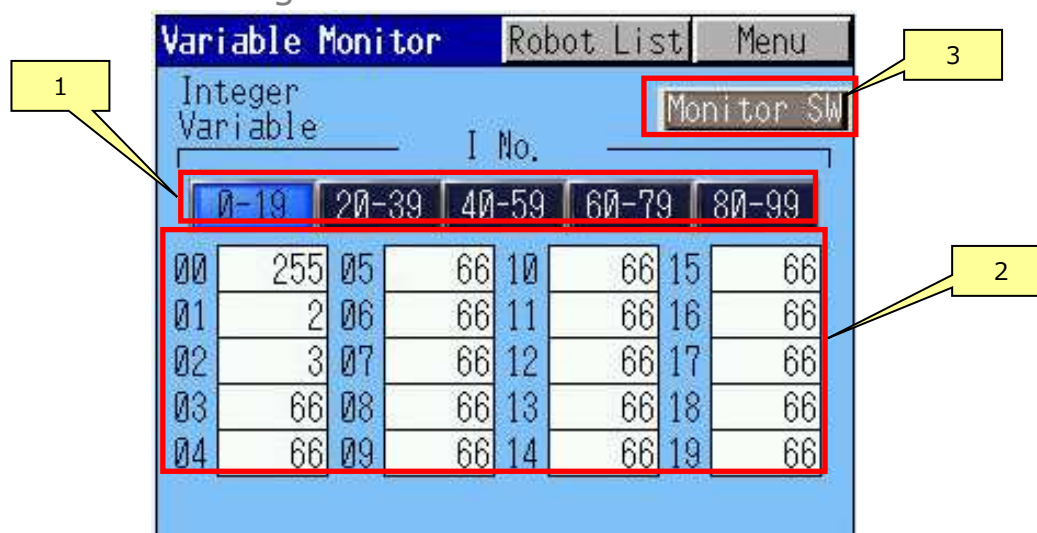 Variable Monitor Robot List Menu
3
1
Integer
Variable
Monitor SW
I No.
0-19 20-39 40-59 60-79 80-99
00 255 05 66 10 66 15 66
2
01 2 06 66 11 66 16 66
02 3 07 66 12 66 17 66
03 66 08 66 13 66 18 66
04 66 09 66 14 66 19 66